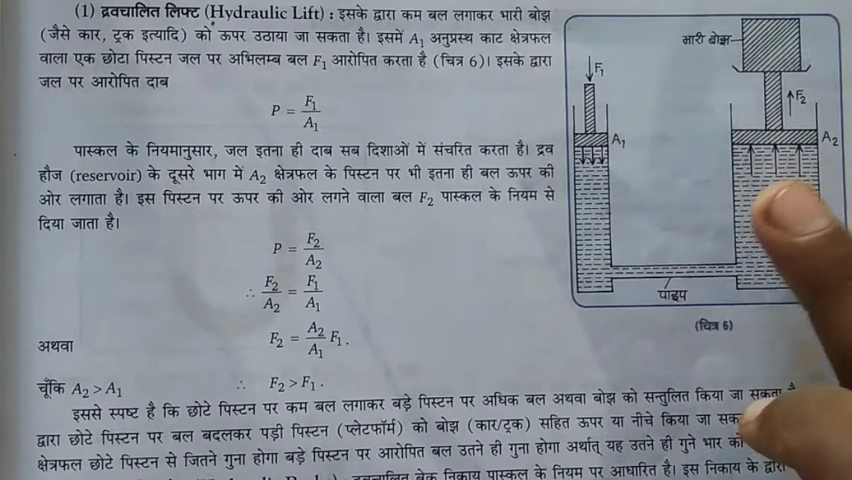 (1) द्रवचालित लिफ्ट (Hydraulic Lift) : इसके द्वारा कम बल लगाकर भारी बोझ
(जैसे कार, ट्रक इत्यादि) को ऊपर उठाया जा सकता है। इसमें A₁ अनुप्रस्थ काट क्षेत्रफल
वाला एक छोटा पिस्टन जल पर अभिलम्ब बल F₁ आरोपित करता है (चित्र 6)। इसके द्वारा
जल पर आरोपित दाब
P = F₁/A₁
पास्कल के नियमानुसार, जल इतना ही दाब सब दिशाओं में संचरित करता है। द्रव
हौज (reservoir) के दूसरे भाग में A₂ क्षेत्रफल के पिस्टन पर भी इतना ही बल ऊपर की
ओर लगाता है। इस पिस्टन पर ऊपर की ओर लगने वाला बल F₂ पास्कल के नियम से
दिया जाता है।
P = F₂/A₂
∴ F₂/A₂ = F₁/A₁
अथवा F₂ = A₂/A₁ F₁.
चूँकि A₂ > A₁ ∴ F₂ > F₁.
इससे स्पष्ट है कि छोटे पिस्टन पर कम बल लगाकर बड़े पिस्टन पर अधिक बल अथवा बोझ को सन्तुलित किया जा सकता है
द्वारा छोटे पिस्टन पर बल बदलकर पड़ी पिस्टन (प्लेटफॉर्म) को बोझ (कार/ट्रक) सहित ऊपर या नीचे किया जा
क्षेत्रफल छोटे पिस्टन से जितने गुना होगा बड़े पिस्टन पर आरोपित बल उतने ही गुना होगा अर्थात् यह उतने ही गुने भार को
द्रवचालित ब्रेक निकाय पास्कल के नियम पर आधारित है। इस निकाय के द्वारा
भारी बोझ
F₁
F₂
A₁
A₂
पाइप
(चित्र 6)